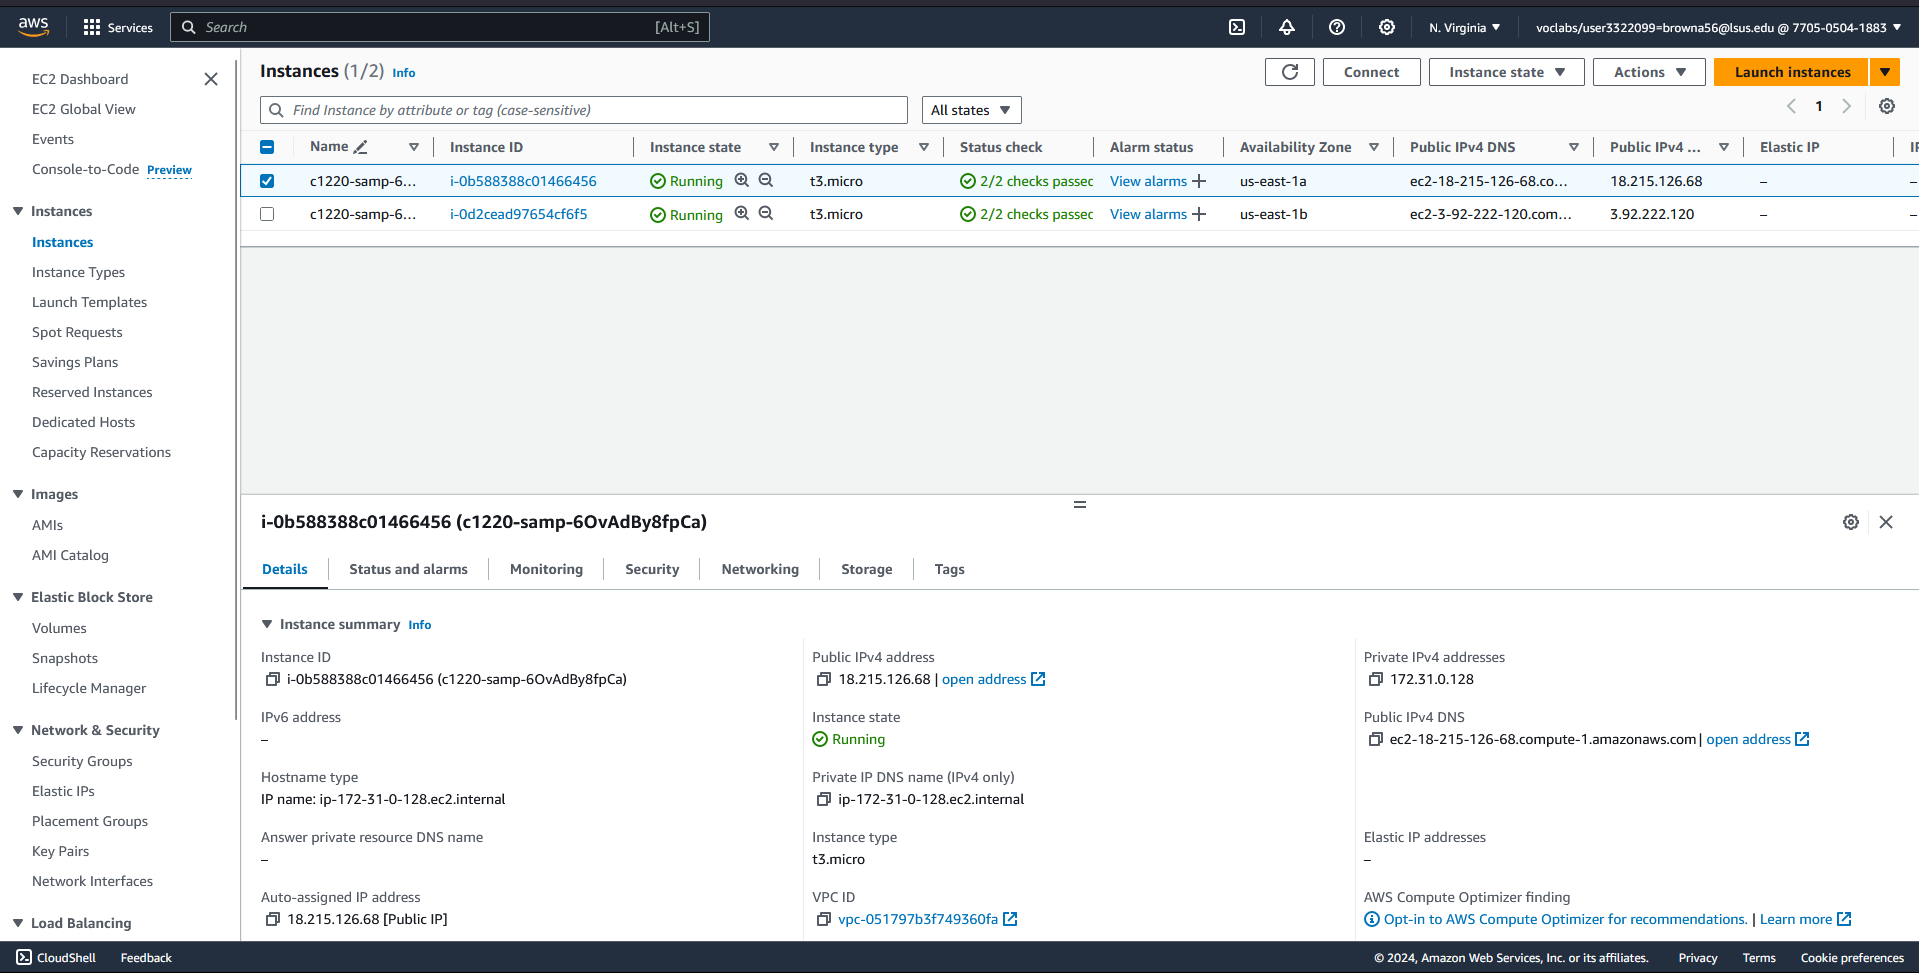 aws Services Search [Alt+S] N. Virginia voclabs/user3322099=browna56@lsus.edu @ 7705-0504-1883
EC2 Dashboard
EC2 Global View
Events
Console-to-Code Preview
Instances
Instances
Instance Types
Launch Templates
Spot Requests
Savings Plans
Reserved Instances
Dedicated Hosts
Capacity Reservations
Images
AMIs
AMI Catalog
Elastic Block Store
Volumes
Snapshots
Lifecycle Manager
Network & Security
Security Groups
Elastic IPs
Placement Groups
Key Pairs
Network Interfaces
Load Balancing
Instances (1/2) Info Connect Instance state Actions Launch instances
Find Instance by attribute or tag (case-sensitive) All states 1
Name Instance ID Instance state Instance type Status check Alarm status Availability Zone Public IPv4 DNS Public IPv4 ... Elastic IP
c1220-samp-6... i-0b588388c01466456 Running t3.micro 2/2 checks passed View alarms + us-east-1a ec2-18-215-126-68.co... 18.215.126.68 – –
c1220-samp-6... i-0d2cead97654cf6f5 Running t3.micro 2/2 checks passed View alarms + us-east-1b ec2-3-92-222-120.com... 3.92.222.120 – –
i-0b588388c01466456 (c1220-samp-6OvAdBy8fpCa)
Details Status and alarms Monitoring Security Networking Storage Tags
Instance summary Info
Instance ID
i-0b588388c01466456 (c1220-samp-6OvAdBy8fpCa)
Public IPv4 address
18.215.126.68 | open address
Private IPv4 addresses
172.31.0.128
IPv6 address
–
Instance state
Running
Public IPv4 DNS
ec2-18-215-126-68.compute-1.amazonaws.com | open address
Hostname type
IP name: ip-172-31-0-128.ec2.internal
Private IP DNS name (IPv4 only)
ip-172-31-0-128.ec2.internal
Answer private resource DNS name
–
Instance type
t3.micro
Elastic IP addresses
–
Auto-assigned IP address
18.215.126.68 [Public IP]
VPC ID
vpc-051797b3f749360fa
AWS Compute Optimizer finding
Opt-in to AWS Compute Optimizer for recommendations. | Learn more
CloudShell Feedback © 2024, Amazon Web Services, Inc. or its affiliates. Privacy Terms Cookie preferences